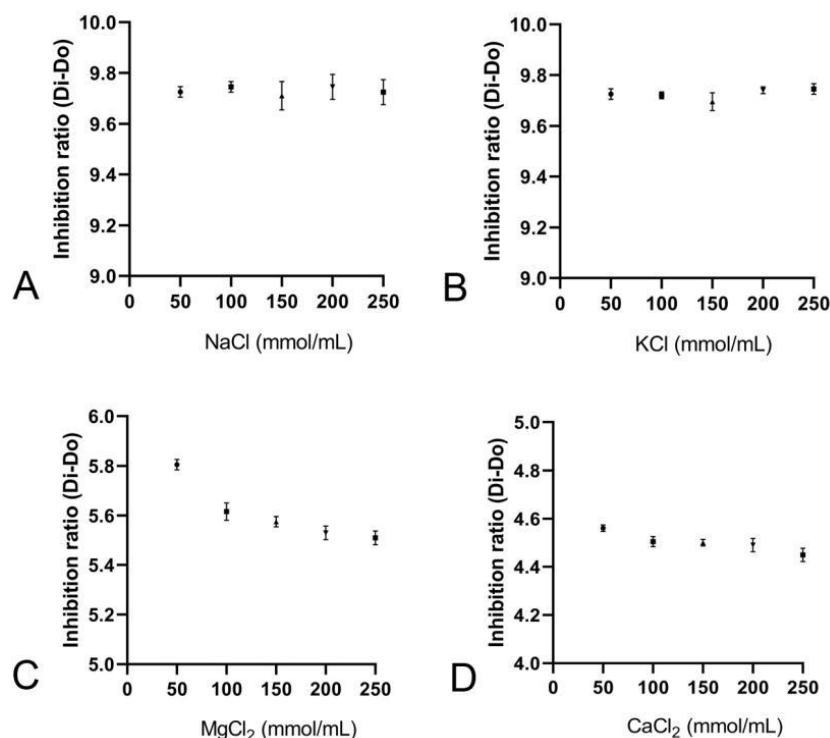 10.0
9.8
9.6
9.4
9.2
9.0
Inhibition ratio (Di-Do)
0 50 100 150 200 250
NaCl (mmol/mL)
A
10.0
9.8
9.6
9.4
9.2
9.0
Inhibition ratio (Di-Do)
0 50 100 150 200 250
KCl (mmol/mL)
B
6.0
5.8
5.6
5.4
5.2
5.0
Inhibition ratio (Di-Do)
0 50 100 150 200 250
MgCl₂ (mmol/mL)
C
5.0
4.8
4.6
4.4
4.2
4.0
Inhibition ratio (Di-Do)
0 50 100 150 200 250
CaCl₂ (mmol/mL)
D